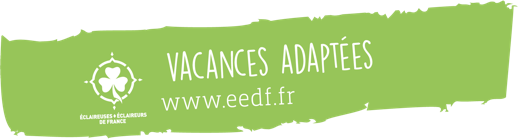 VACANCES ADAPTÉES
www.eedf.fr
ÉCLAIREUSES • ÉCLAIREURS
DE FRANCE